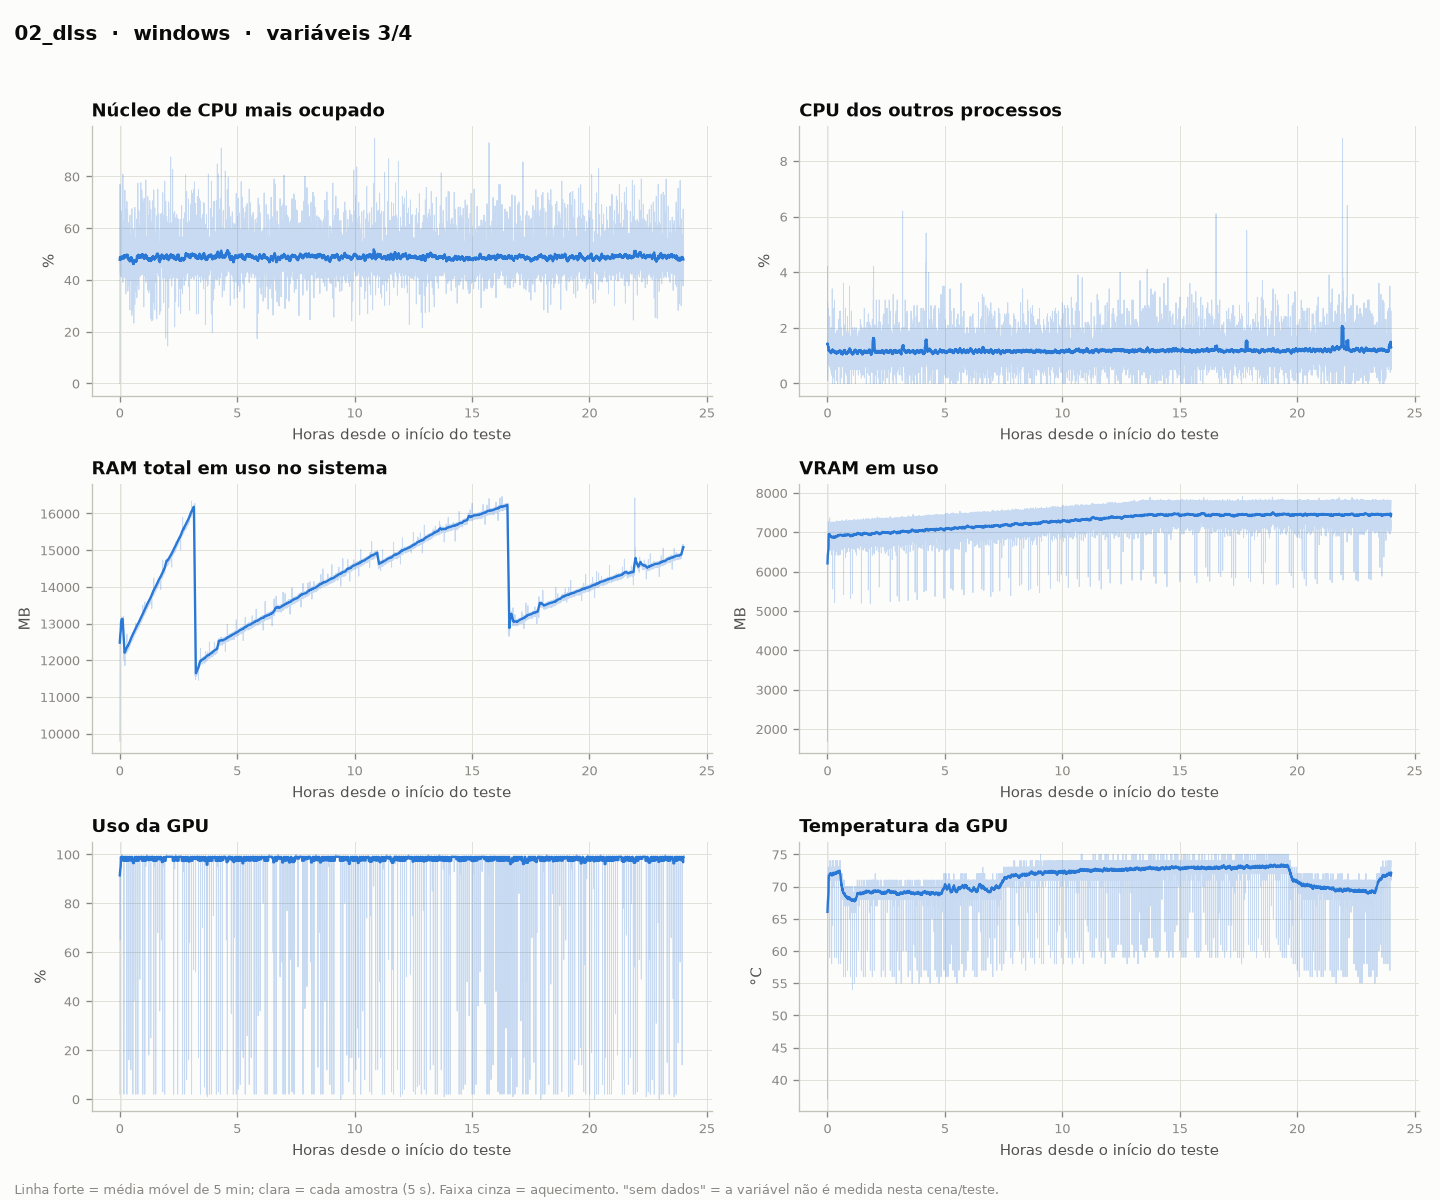 02_dlss · windows · variáveis 3/4
Núcleo de CPU mais ocupado
CPU dos outros processos
%
80
60
40
20
0
0 5 10 15 20 25
Horas desde o início do teste
%
8
6
4
2
0
0 5 10 15 20 25
Horas desde o início do teste
RAM total em uso no sistema
VRAM em uso
MB
16000
15000
14000
13000
12000
11000
10000
0 5 10 15 20 25
Horas desde o início do teste
MB
8000
7000
6000
5000
4000
3000
2000
0 5 10 15 20 25
Horas desde o início do teste
Uso da GPU
Temperatura da GPU
%
100
80
60
40
20
0
0 5 10 15 20 25
Horas desde o início do teste
°C
75
70
65
60
55
50
45
40
0 5 10 15 20 25
Horas desde o início do teste
Linha forte = média móvel de 5 min; clara = cada amostra (5 s). Faixa cinza = aquecimento. "sem dados" = a variável não é medida nesta cena/teste.